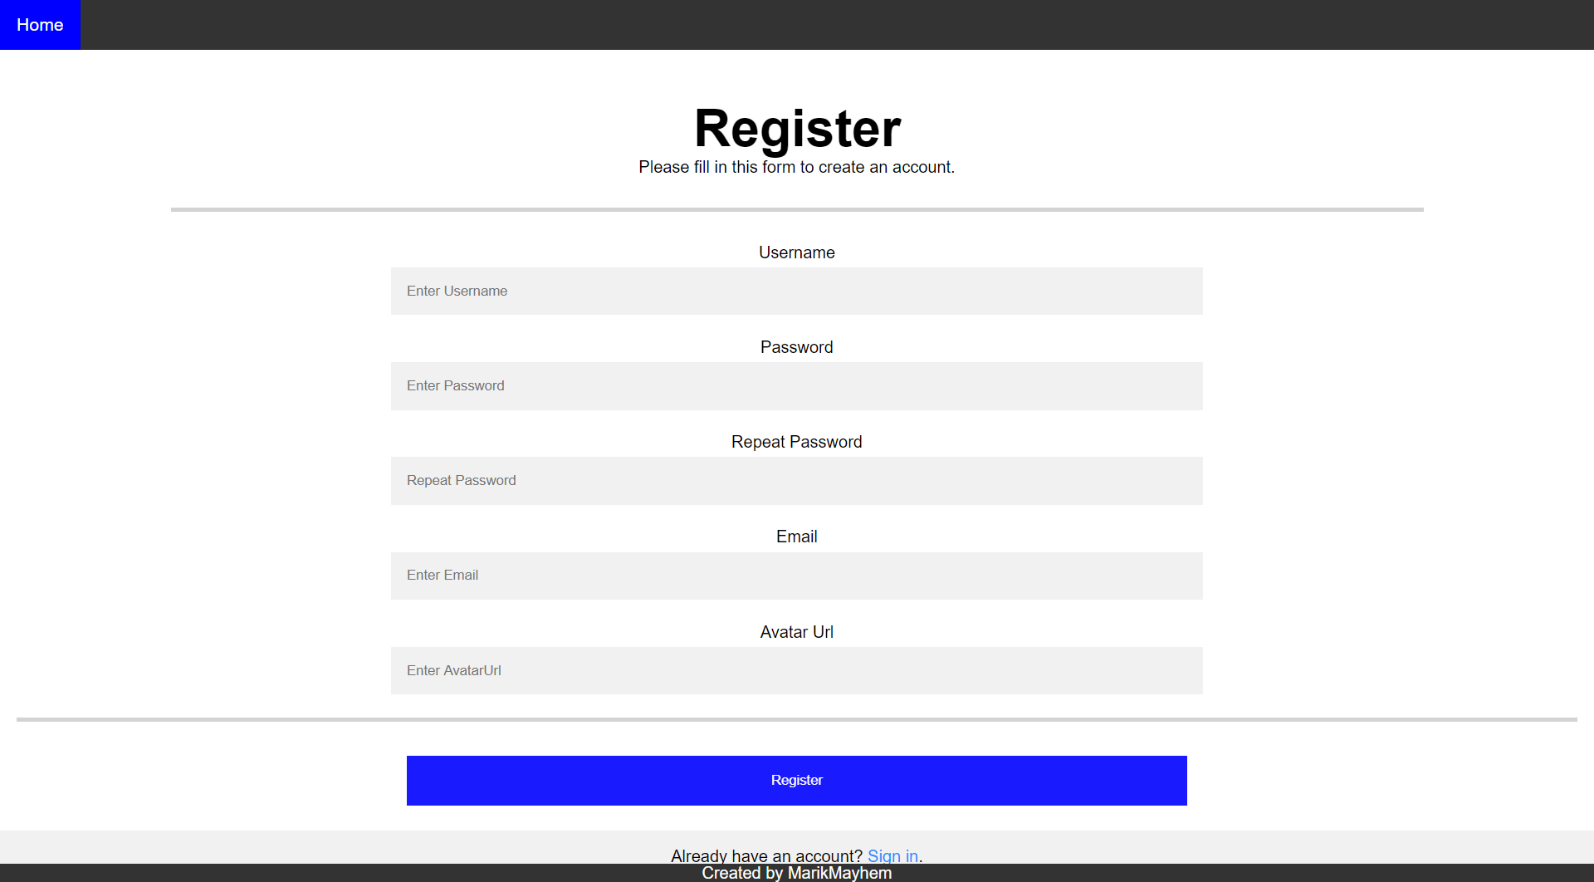 Home
Register
Please fill in this form to create an account.
Username
Enter Username
Password
Enter Password
Repeat Password
Repeat Password
Email
Enter Email
Avatar Url
Enter AvatarUrl
Register
Already have an account? Sign in.
Created by MarikMayhem